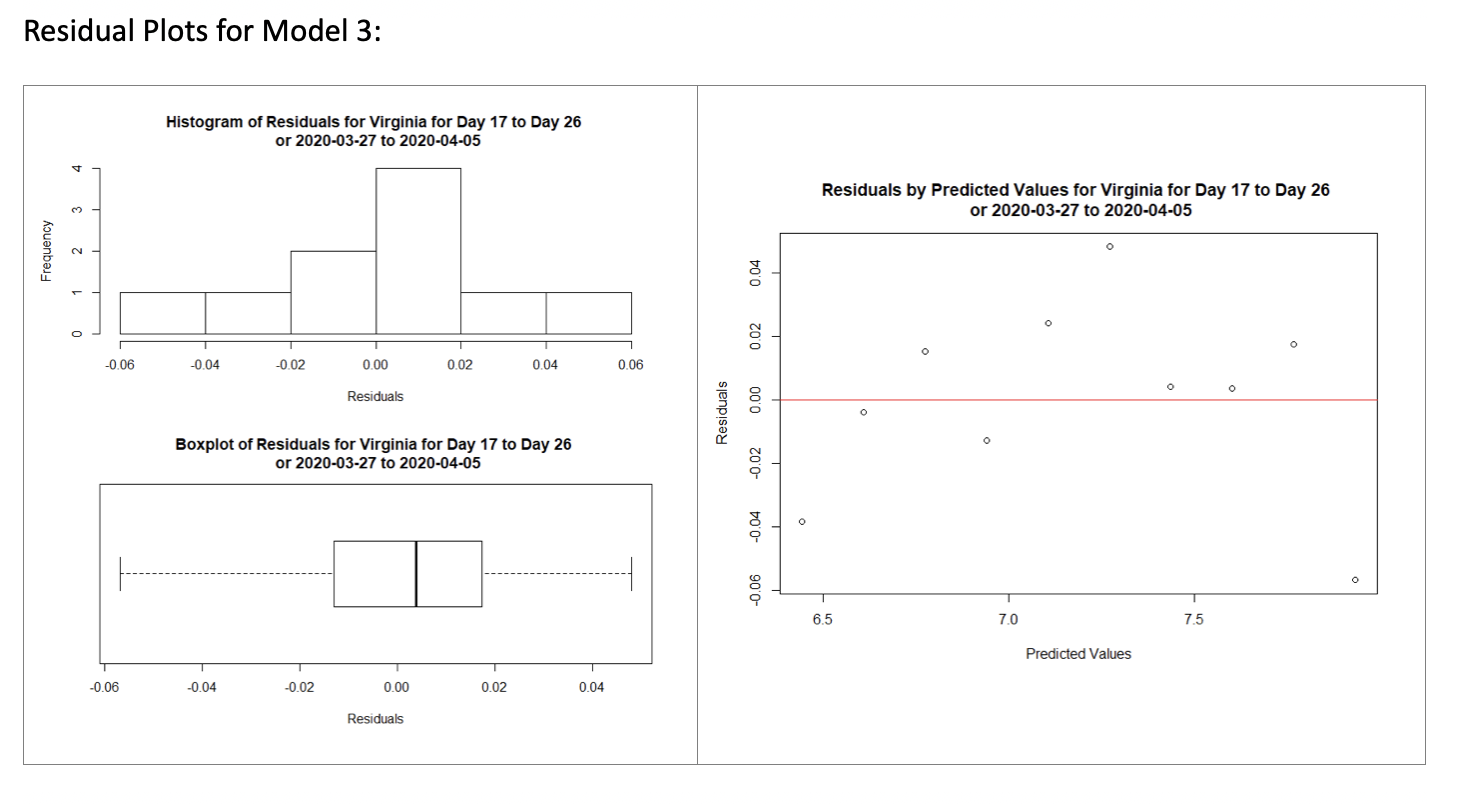 Residual Plots for Model 3:
Histogram of Residuals for Virginia for Day 17 to Day 26
or 2020-03-27 to 2020-04-05
Frequency
4
3
2
1
0
-0.06 -0.04 -0.02 0.00 0.02 0.04 0.06
Residuals
Boxplot of Residuals for Virginia for Day 17 to Day 26
or 2020-03-27 to 2020-04-05
-0.06 -0.04 -0.02 0.00 0.02 0.04
Residuals
Residuals by Predicted Values for Virginia for Day 17 to Day 26
or 2020-03-27 to 2020-04-05
Residuals
0.04
0.02
0.00
-0.02
-0.04
-0.06
6.5 7.0 7.5
Predicted Values